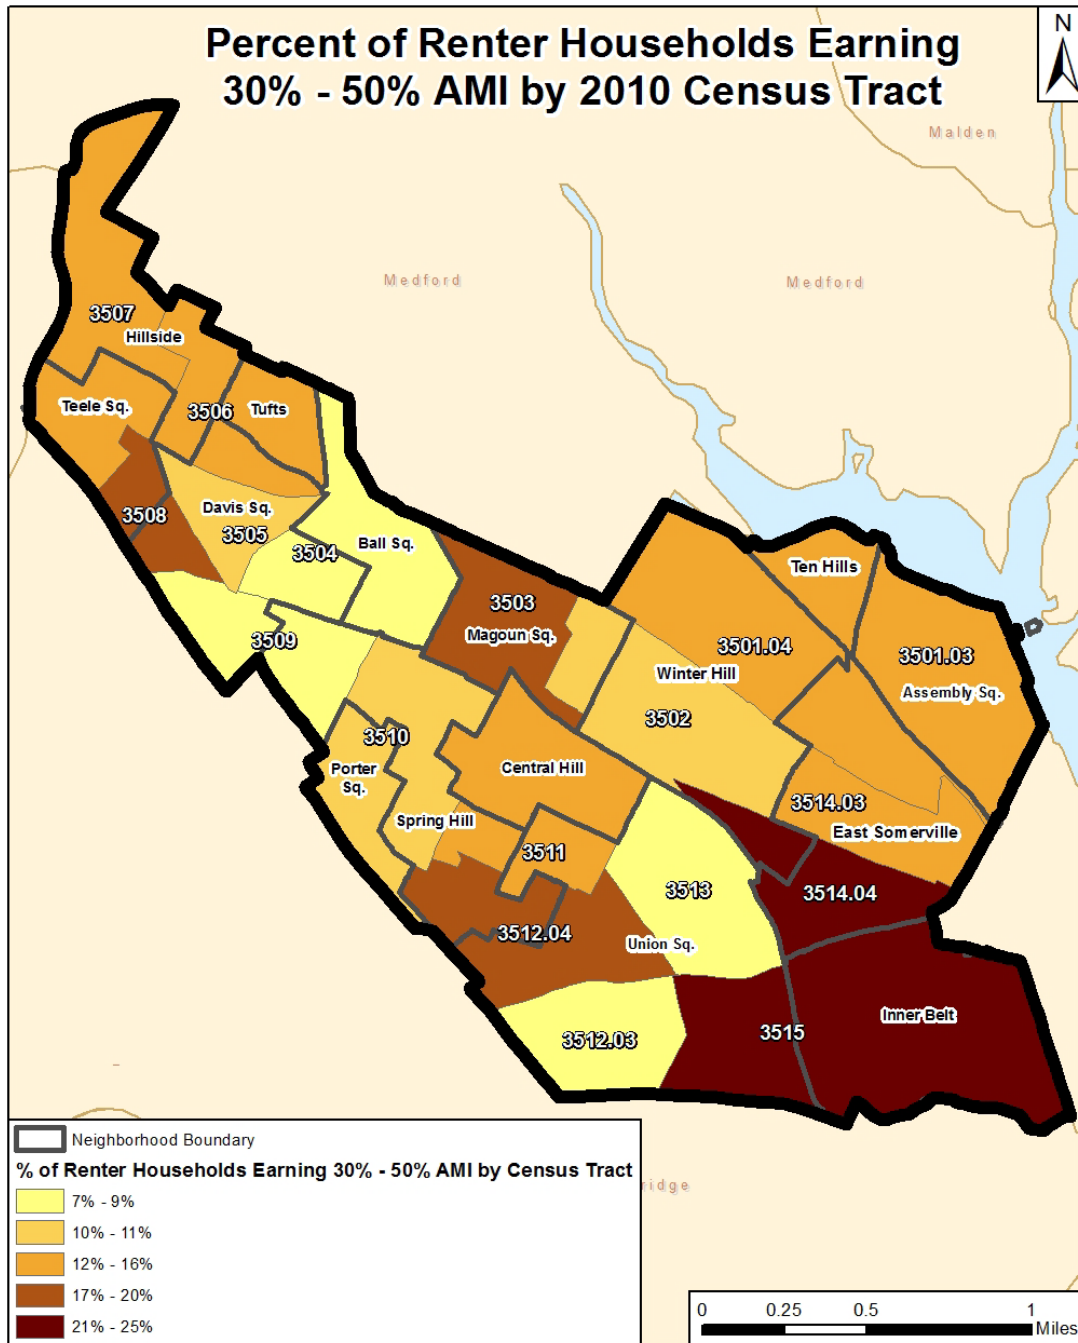 Percent of Renter Households Earning
30% - 50% AMI by 2010 Census Tract
N
Malden
Medford
Medford
3507
Hillside
Teele Sq.
3506
Tufts
3508
Davis Sq.
3505
3504
Ball Sq.
3509
3503
Magoun Sq.
Ten Hills
3501.04
3501.03
Winter Hill
Assembly Sq.
3502
3510
Porter
Sq.
Central Hill
Spring Hill
3514.03
East Somerville
3511
3513
3514.04
3512.04
Union Sq.
Inner Belt
3512.03
3515
ridge
Neighborhood Boundary
% of Renter Households Earning 30% - 50% AMI by Census Tract
7% - 9%
10% - 11%
12% - 16%
17% - 20%
21% - 25%
0 0.25 0.5 1
Miles